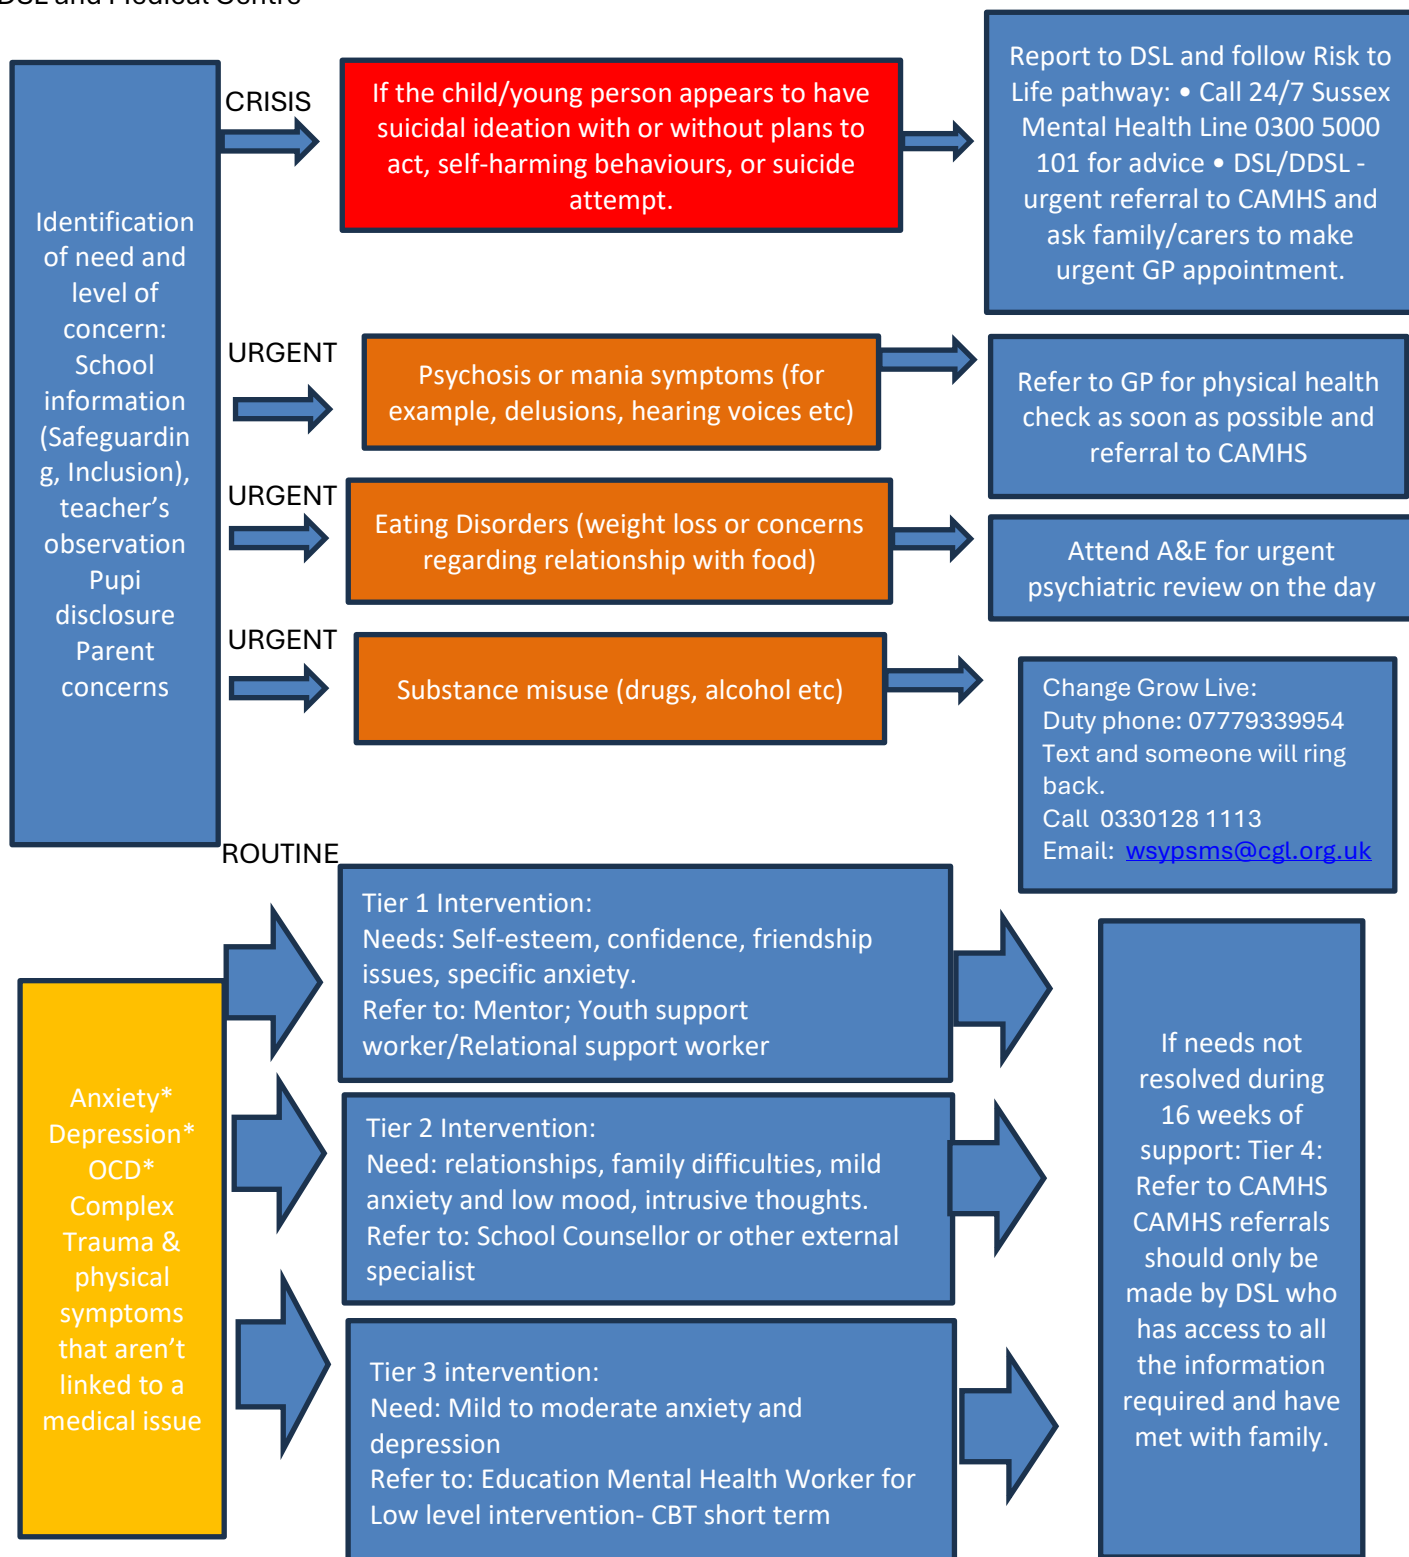 DSL and Medical Centre
CRISIS
If the child/young person appears to have
suicidal ideation with or without plans to
act, self-harming behaviours, or suicide
attempt.
Report to DSL and follow Risk to
Life pathway: • Call 24/7 Sussex
Mental Health Line 0300 5000
101 for advice • DSL/DDSL -
urgent referral to CAMHS and
ask family/carers to make
urgent GP appointment.
Identification
of need and
level of
concern:
School
information
(Safeguardin
g, Inclusion),
teacher’s
observation
Pupi
disclosure
Parent
concerns
URGENT
Psychosis or mania symptoms (for
example, delusions, hearing voices etc)
Refer to GP for physical health
check as soon as possible and
referral to CAMHS
URGENT
Eating Disorders (weight loss or concerns
regarding relationship with food)
Attend A&E for urgent
psychiatric review on the day
URGENT
Substance misuse (drugs, alcohol etc)
Change Grow Live:
Duty phone: 07779339954
Text and someone will ring
back.
Call  0330128 1113
Email:  wsypsms@cgl.org.uk
ROUTINE
Anxiety*
Depression*
OCD*
Complex
Trauma &
physical
symptoms
that aren’t
linked to a
medical issue
Tier 1 Intervention:
Needs: Self-esteem, confidence, friendship
issues, specific anxiety.
Refer to: Mentor; Youth support
worker/Relational support worker
Tier 2 Intervention:
Need: relationships, family difficulties, mild
anxiety and low mood, intrusive thoughts.
Refer to: School Counsellor or other external
specialist
Tier 3 intervention:
Need: Mild to moderate anxiety and
depression
Refer to: Education Mental Health Worker for
Low level intervention- CBT short term
If needs not
resolved during
16 weeks of
support: Tier 4:
Refer to CAMHS
CAMHS referrals
should only be
made by DSL who
has access to all
the information
required and have
met with family.